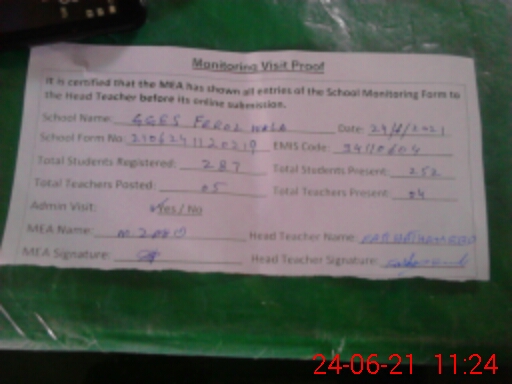 Monitoring Visit Proof
It is certified that the MEA has shown all entries of the School Monitoring Form to
the Head Teacher before its online submission.
School Name: GGES FEROZ WALA Date: 24/6/2021
School Form No: EMIS Code:
Total Students Registered: 287 Total Students Present: 252
Total Teachers Posted: 05 Total Teachers Present: 04
Admin Visit: Yes / No
MEA Name: Head Teacher Name:
MEA Signature: Head Teacher Signature:
24-06-21 11:24